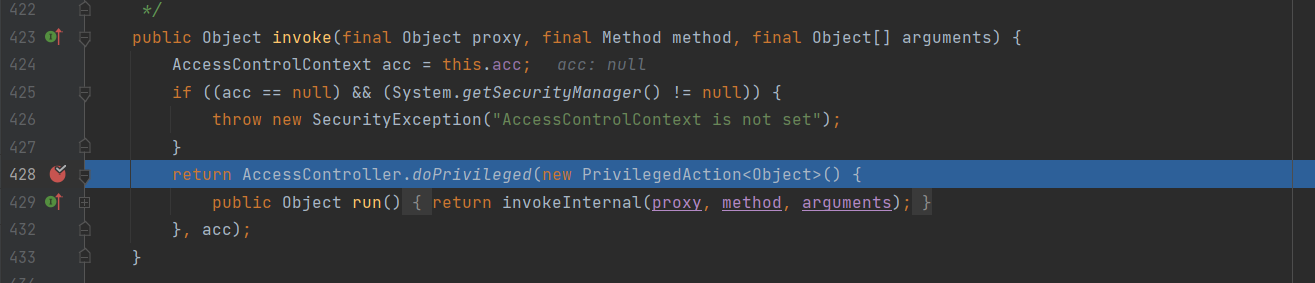 422 */
423 public Object invoke(final Object proxy, final Method method, final Object[] arguments) {
424 AccessControlContext acc = this.acc; acc: null
425 if ((acc == null) && (System.getSecurityManager() != null)) {
426 throw new SecurityException("AccessControlContext is not set");
427 }
428 return AccessController.doPrivileged(new PrivilegedAction<Object>() {
429 public Object run() { return invokeInternal(proxy, method, arguments); }
432 }, acc);
433 }